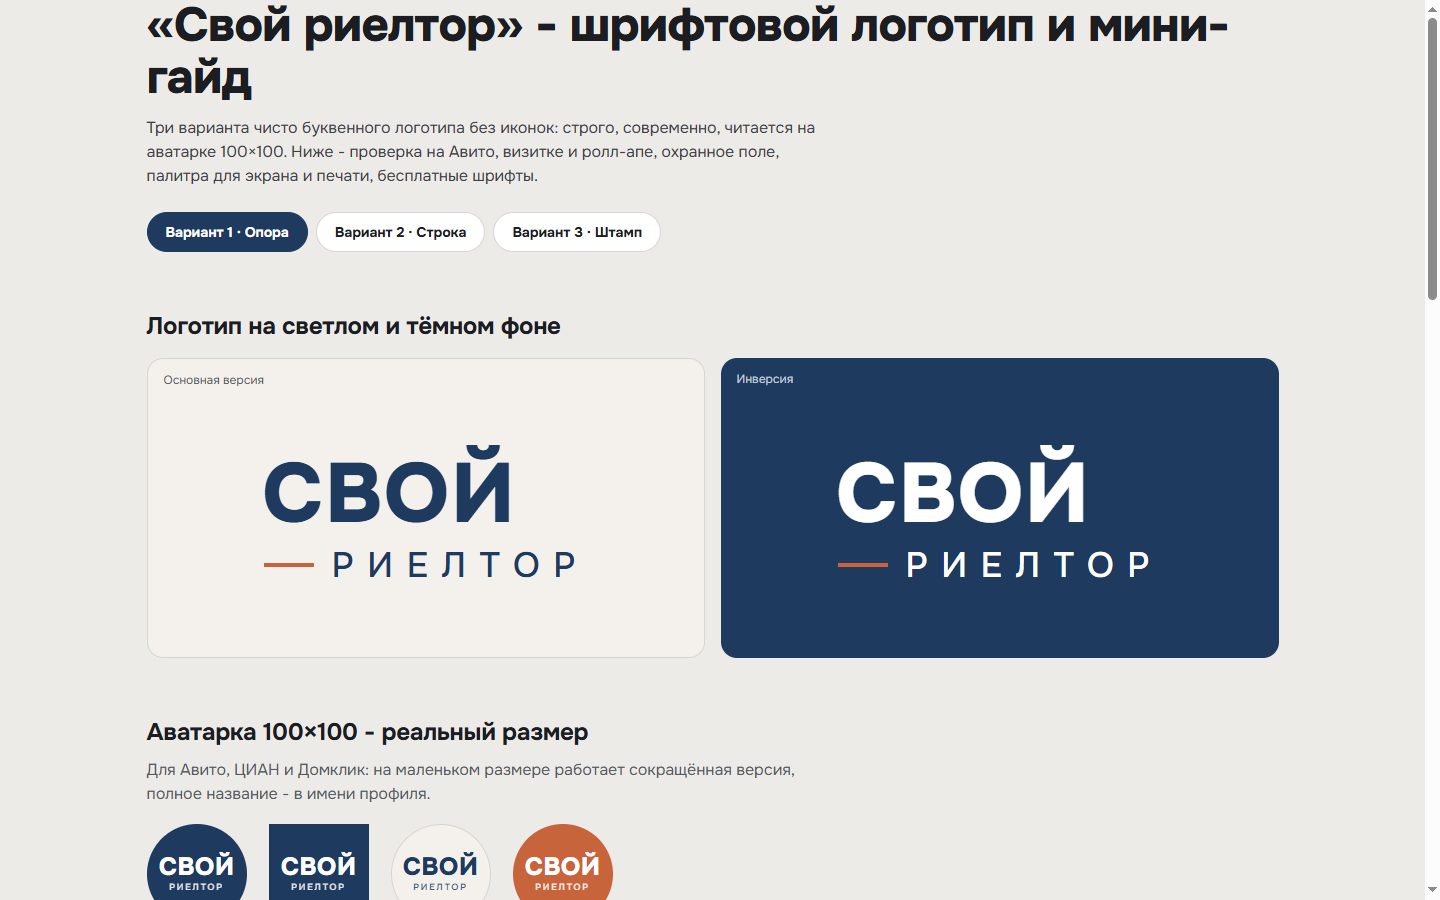 «Свой риелтор» - шрифтовой логотип и мини-
гайд
Три варианта чисто буквенного логотипа без иконок: строго, современно, читается на
аватарке 100×100. Ниже - проверка на Авито, визитке и ролл-апе, охранное поле,
палитра для экрана и печати, бесплатные шрифты.
Вариант 1 · Опора
Вариант 2 · Строка
Вариант 3 · Штамп
Логотип на светлом и тёмном фоне
Основная версия
СВОЙ
РИЕЛТОР
Инверсия
СВОЙ
РИЕЛТОР
Аватарка 100×100 - реальный размер
Для Авито, ЦИАН и Домклик: на маленьком размере работает сокращённая версия,
полное название - в имени профиля.
СВОЙ
РИЕЛТОР
СВОЙ
РИЕЛТОР
СВОЙ
РИЕЛТОР
СВОЙ
РИЕЛТОР